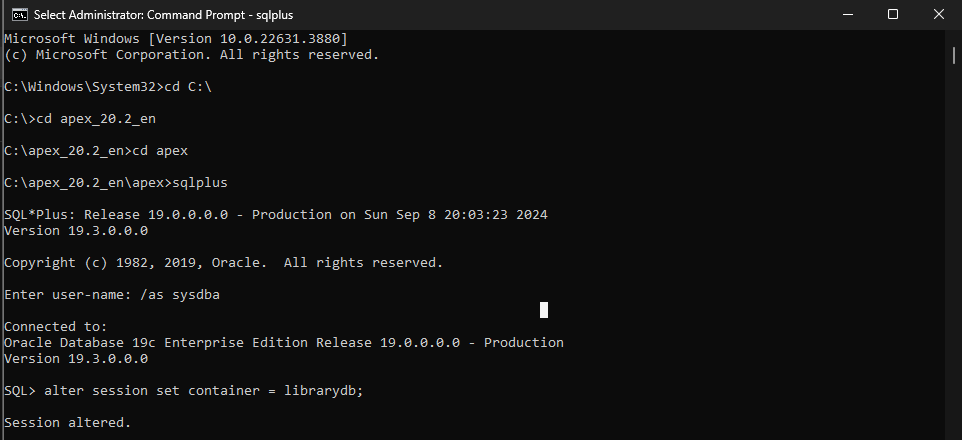 Select Administrator: Command Prompt - sqlplus
Microsoft Windows [Version 10.0.22631.3880]
(c) Microsoft Corporation. All rights reserved.
C:\Windows\System32>cd C:\
C:\>cd apex_20.2_en
C:\apex_20.2_en>cd apex
C:\apex_20.2_en\apex>sqlplus
SQL*Plus: Release 19.0.0.0.0 - Production on Sun Sep 8 20:03:23 2024
Version 19.3.0.0.0
Copyright (c) 1982, 2019, Oracle.  All rights reserved.
Enter user-name: /as sysdba
Connected to:
Oracle Database 19c Enterprise Edition Release 19.0.0.0.0 - Production
Version 19.3.0.0.0
SQL> alter session set container = librarydb;
Session altered.